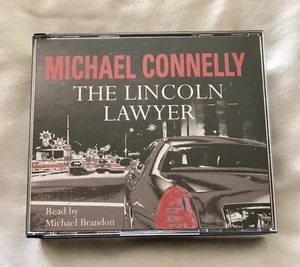 MICHAEL CONNELLY
THE LINCOLN
LAWYER
Read by
Michael Brandon